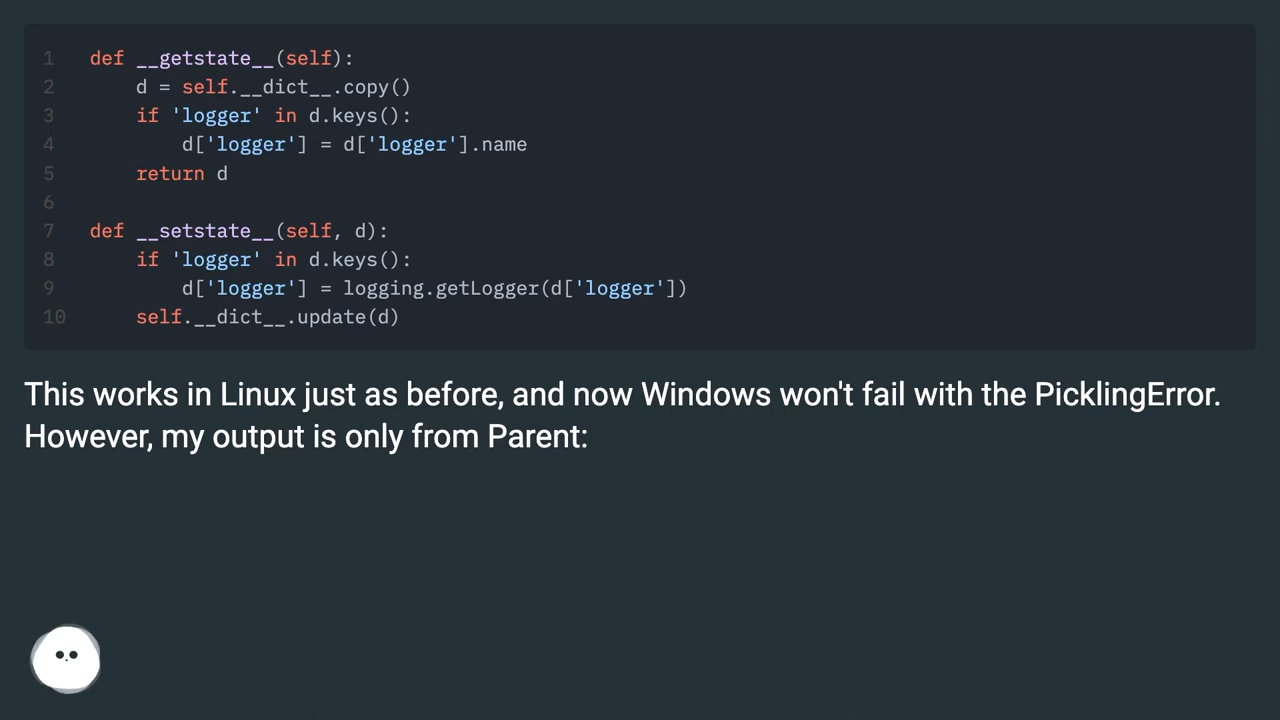 1 def __getstate__(self):
2     d = self.__dict__.copy()
3     if 'logger' in d.keys():
4         d['logger'] = d['logger'].name
5     return d
6
7 def __setstate__(self, d):
8     if 'logger' in d.keys():
9         d['logger'] = logging.getLogger(d['logger'])
10     self.__dict__.update(d)
This works in Linux just as before, and now Windows won't fail with the PicklingError.
However, my output is only from Parent: